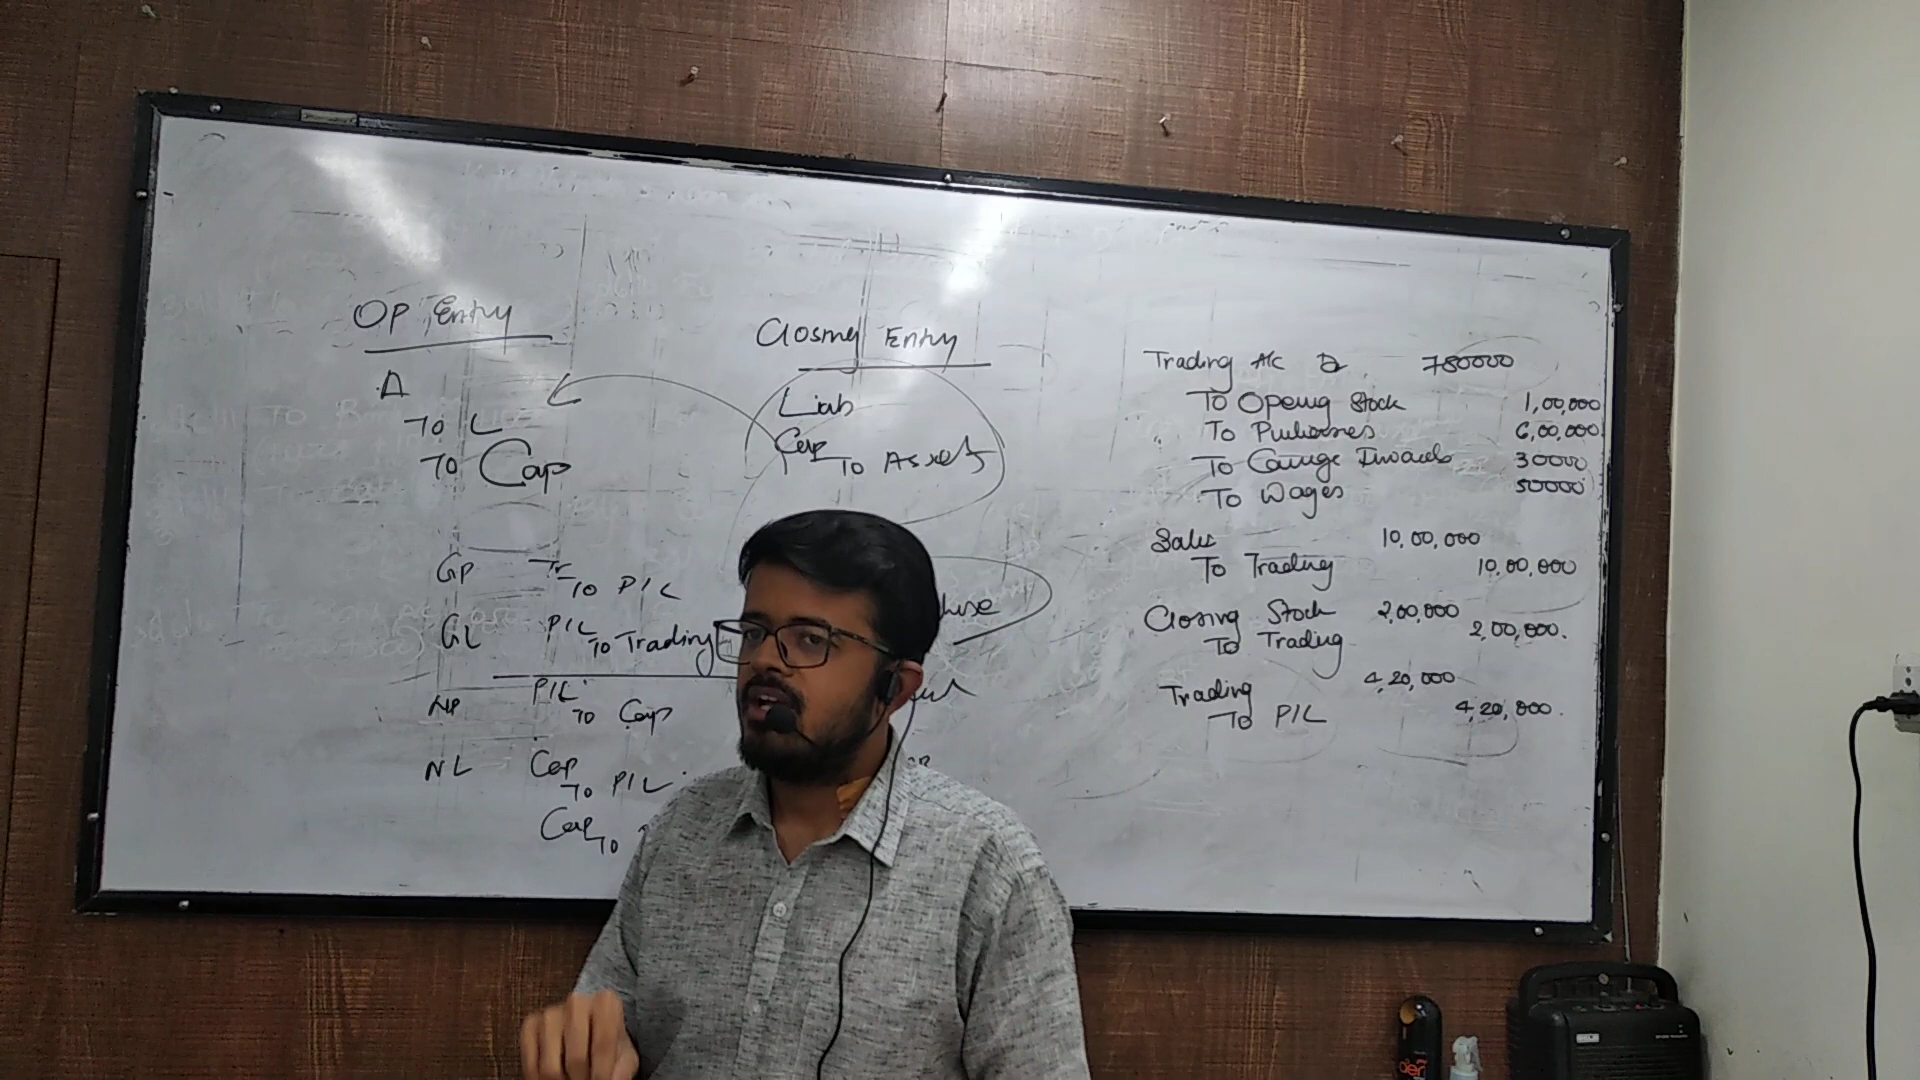 OP Entry
A
To L
To Cap
GP Tr
To P/L
GL P/L
To Trading
NP P/L
To Cap
NL Cap
To P/L
Cap
To
Closing Entry
Liab
Cap
To Assets
Trading A/c Dr 780000
To Openig Stock 1,00,000
To Purchases 6,00,000
To Carriage Inwards 30000
To Wages 50000
Sales 10,00,000
To Trading 10,00,000
Closing Stock 2,00,000
To Trading 2,00,000.
Trading 4,20,000
To P/L 4,20,000.